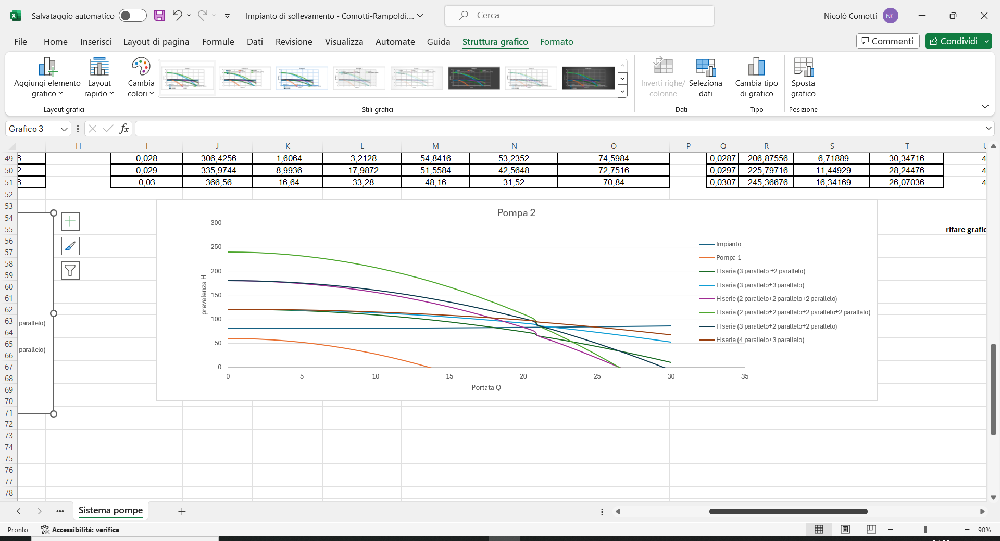 Salvataggio automatico
Impianto di sollevamento - Comotti-Rampoldi....
Cerca
Nicolò Comotti
NC
File Home Inserisci Layout di pagina Formule Dati Revisione Visualizza Automate Guida Struttura grafico Formato
Commenti
Condividi
Aggiungi elemento grafico
Layout rapido
Cambia colori
Inverti righe/ colonne
Seleziona dati
Cambia tipo di grafico
Sposta grafico
Layout grafici
Stili grafici
Dati
Tipo
Posizione
Grafico 3
fx
H I J K L M N O P Q R S T
49 6 0,028 -306,4256 -1,6064 -3,2128 54,8416 53,2352 74,5984 0,0287 -206,87556 -6,71889 30,34716 4
50 2 0,029 -335,9744 -8,9936 -17,9872 51,5584 42,5648 72,7516 0,0297 -225,79716 -11,44929 28,24476 4
51 6 0,03 -366,56 -16,64 -33,28 48,16 31,52 70,84 0,0307 -245,36676 -16,34169 26,07036 4
52
53
54
55
56
57
58
59
60
61
62
63
64
65
66
67
68
69
70
71
72
73
74
75
76
77
78
parallelo)
parallelo)
rifare grafic
Pompa 2
300
250
200
150
100
50
0
prevalenza H
0 5 10 15 20 25 30 35
Portata Q
Impianto
Pompa 1
H serie (3 parallelo +2 parallelo)
H serie (3 parallelo+3 parallelo)
H serie (2 parallelo+2 parallelo+2 parallelo)
H serie (2 parallelo+2 parallelo+2 parallelo+2 parallelo)
H serie (3 parallelo+2 parallelo+2 parallelo)
H serie (4 parallelo+3 parallelo)
Sistema pompe
Pronto
Accessibilità: verifica
90%